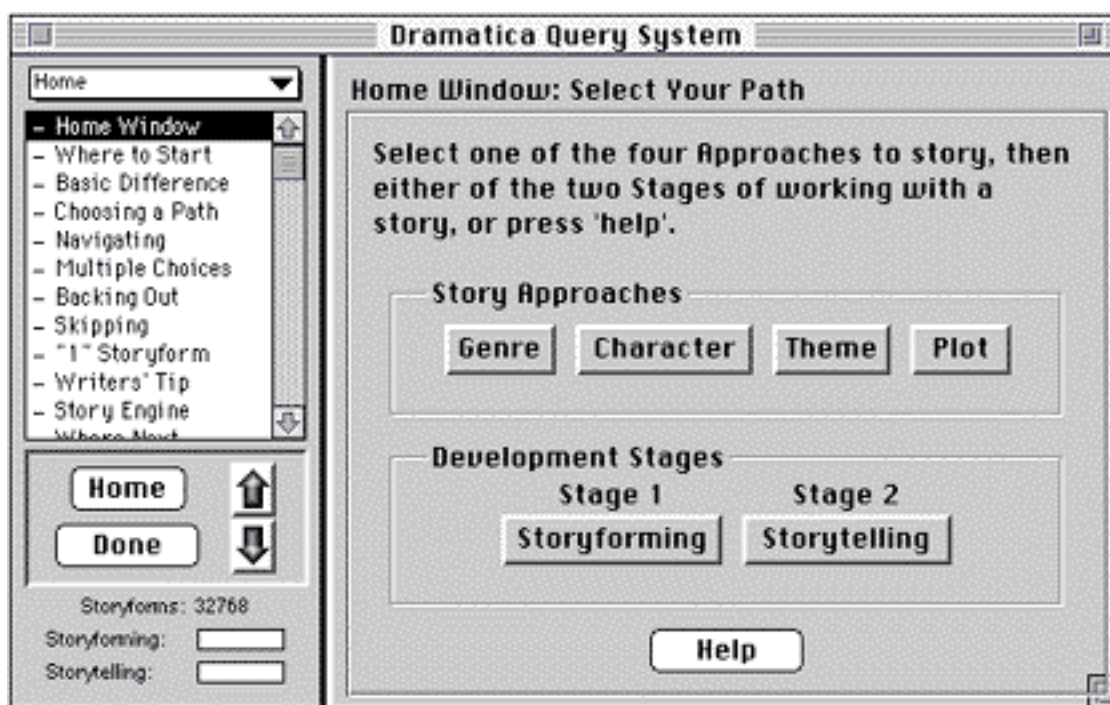 Dramatica Query System
Home
- Home Window
- Where to Start
- Basic Difference
- Choosing a Path
- Navigating
- Multiple Choices
- Backing Out
- Skipping
- "1" Storyform
- Writers' Tip
- Story Engine
- Where Next
Home
Done
Storyforms: 32768
Storyforming:
Storytelling:
Home Window: Select Your Path
Select one of the four Approaches to story, then
either of the two Stages of working with a
story, or press 'help'.
Story Approaches
Genre Character Theme Plot
Development Stages
Stage 1 Stage 2
Storyforming Storytelling
Help